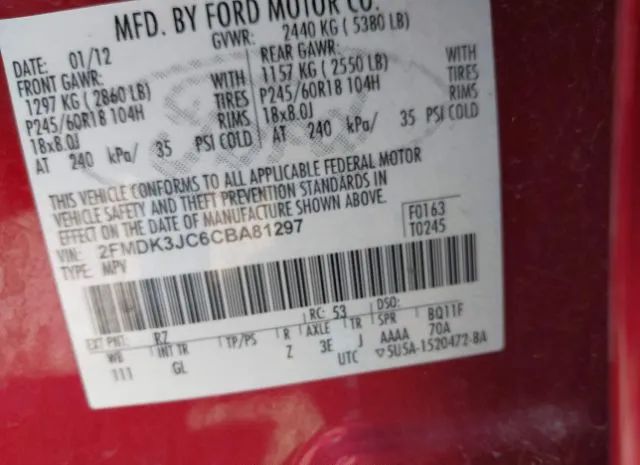 MFD. BY FORD MOTOR CO.
DATE: 01/12 GVWR: 2440 KG ( 5380 LB)
FRONT GAWR: REAR GAWR:
1297 KG ( 2860 LB) WITH 1157 KG ( 2550 LB) WITH
P245/60R18 104H TIRES P245/60R18 104H TIRES
18x8.0J RIMS 18x8.0J RIMS
AT 240 kPa/ 35 PSI COLD AT 240 kPa/ 35 PSI COLD
THIS VEHICLE CONFORMS TO ALL APPLICABLE FEDERAL MOTOR
VEHICLE SAFETY AND THEFT PREVENTION STANDARDS IN
EFFECT ON THE DATE OF MANUFACTURE SHOWN ABOVE.
VIN: 2FMDK3JC6CBA81297 F0163
TYPE: MPV T0245
RC: 53 DSO:
EXT PNT: RZ
WB INT TR TP/PS R AXLE TR SPR BQ11F
111 GL Z 3E J AAAA 70A
UTC ▽5U5A-1520472-BA